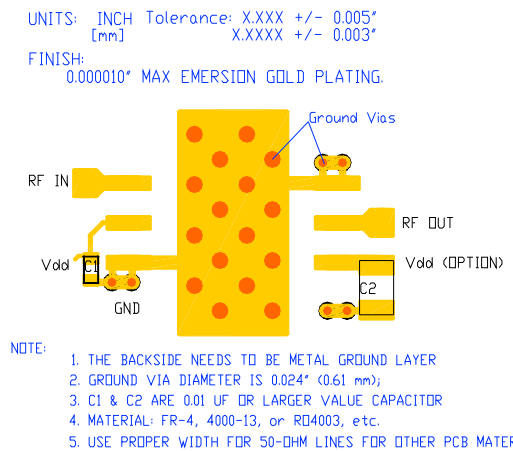 UNITS: INCH Tolerance: X.XXX +/- 0.005"
[mm] X.XXXX +/- 0.003"
FINISH:
0.000010" MAX EMERSION GOLD PLATING.
Ground Vias
RF IN
RF OUT
Vdd C1
Vdd (OPTION)
C2
GND
NOTE:
1. THE BACKSIDE NEEDS TO BE METAL GROUND LAYER
2. GROUND VIA DIAMETER IS 0.024" (0.61 mm);
3. C1 & C2 ARE 0.01 UF OR LARGER VALUE CAPACITOR
4. MATERIAL: FR-4, 4000-13, or RO4003, etc.
5. USE PROPER WIDTH FOR 50-OHM LINES FOR OTHER PCB MATER